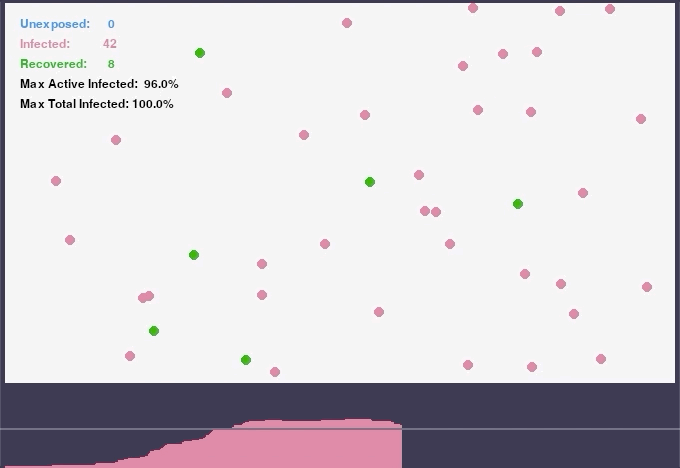 Unexposed: 0
Infected: 42
Recovered: 8
Max Active Infected: 96.0%
Max Total Infected: 100.0%